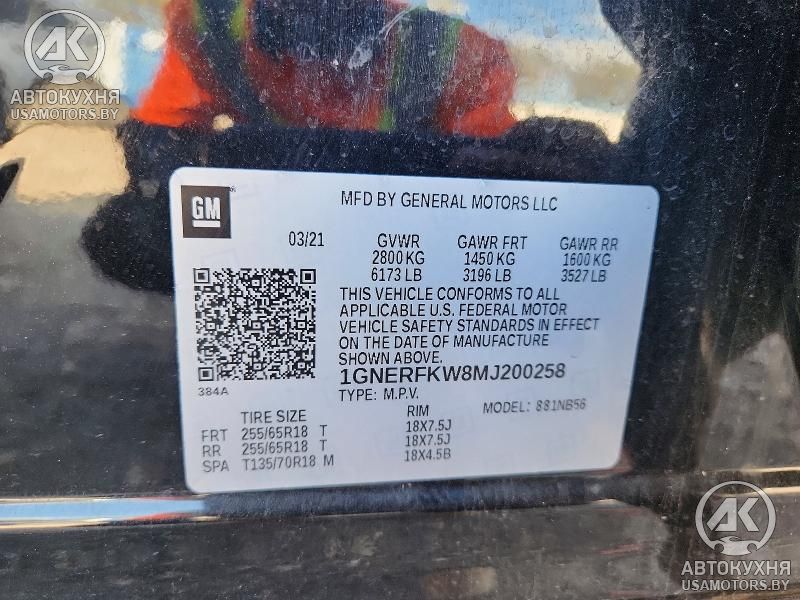 AK
АВТОКУХНЯ
USAMOTORS.BY
GM
MFD BY GENERAL MOTORS LLC
03/21 GVWR GAWR FRT GAWR RR
2800 KG 1450 KG 1600 KG
6173 LB 3196 LB 3527 LB
THIS VEHICLE CONFORMS TO ALL
APPLICABLE U.S. FEDERAL MOTOR
VEHICLE SAFETY STANDARDS IN EFFECT
ON THE DATE OF MANUFACTURE
SHOWN ABOVE.
1GNERFKW8MJ200258
384A
TYPE: M.P.V. MODEL: 881NB56
TIRE SIZE RIM
FRT 255/65R18 T 18X7.5J
RR 255/65R18 T 18X7.5J
SPA T135/70R18 M 18X4.5B
AK
АВТОКУХНЯ
USAMOTORS.BY